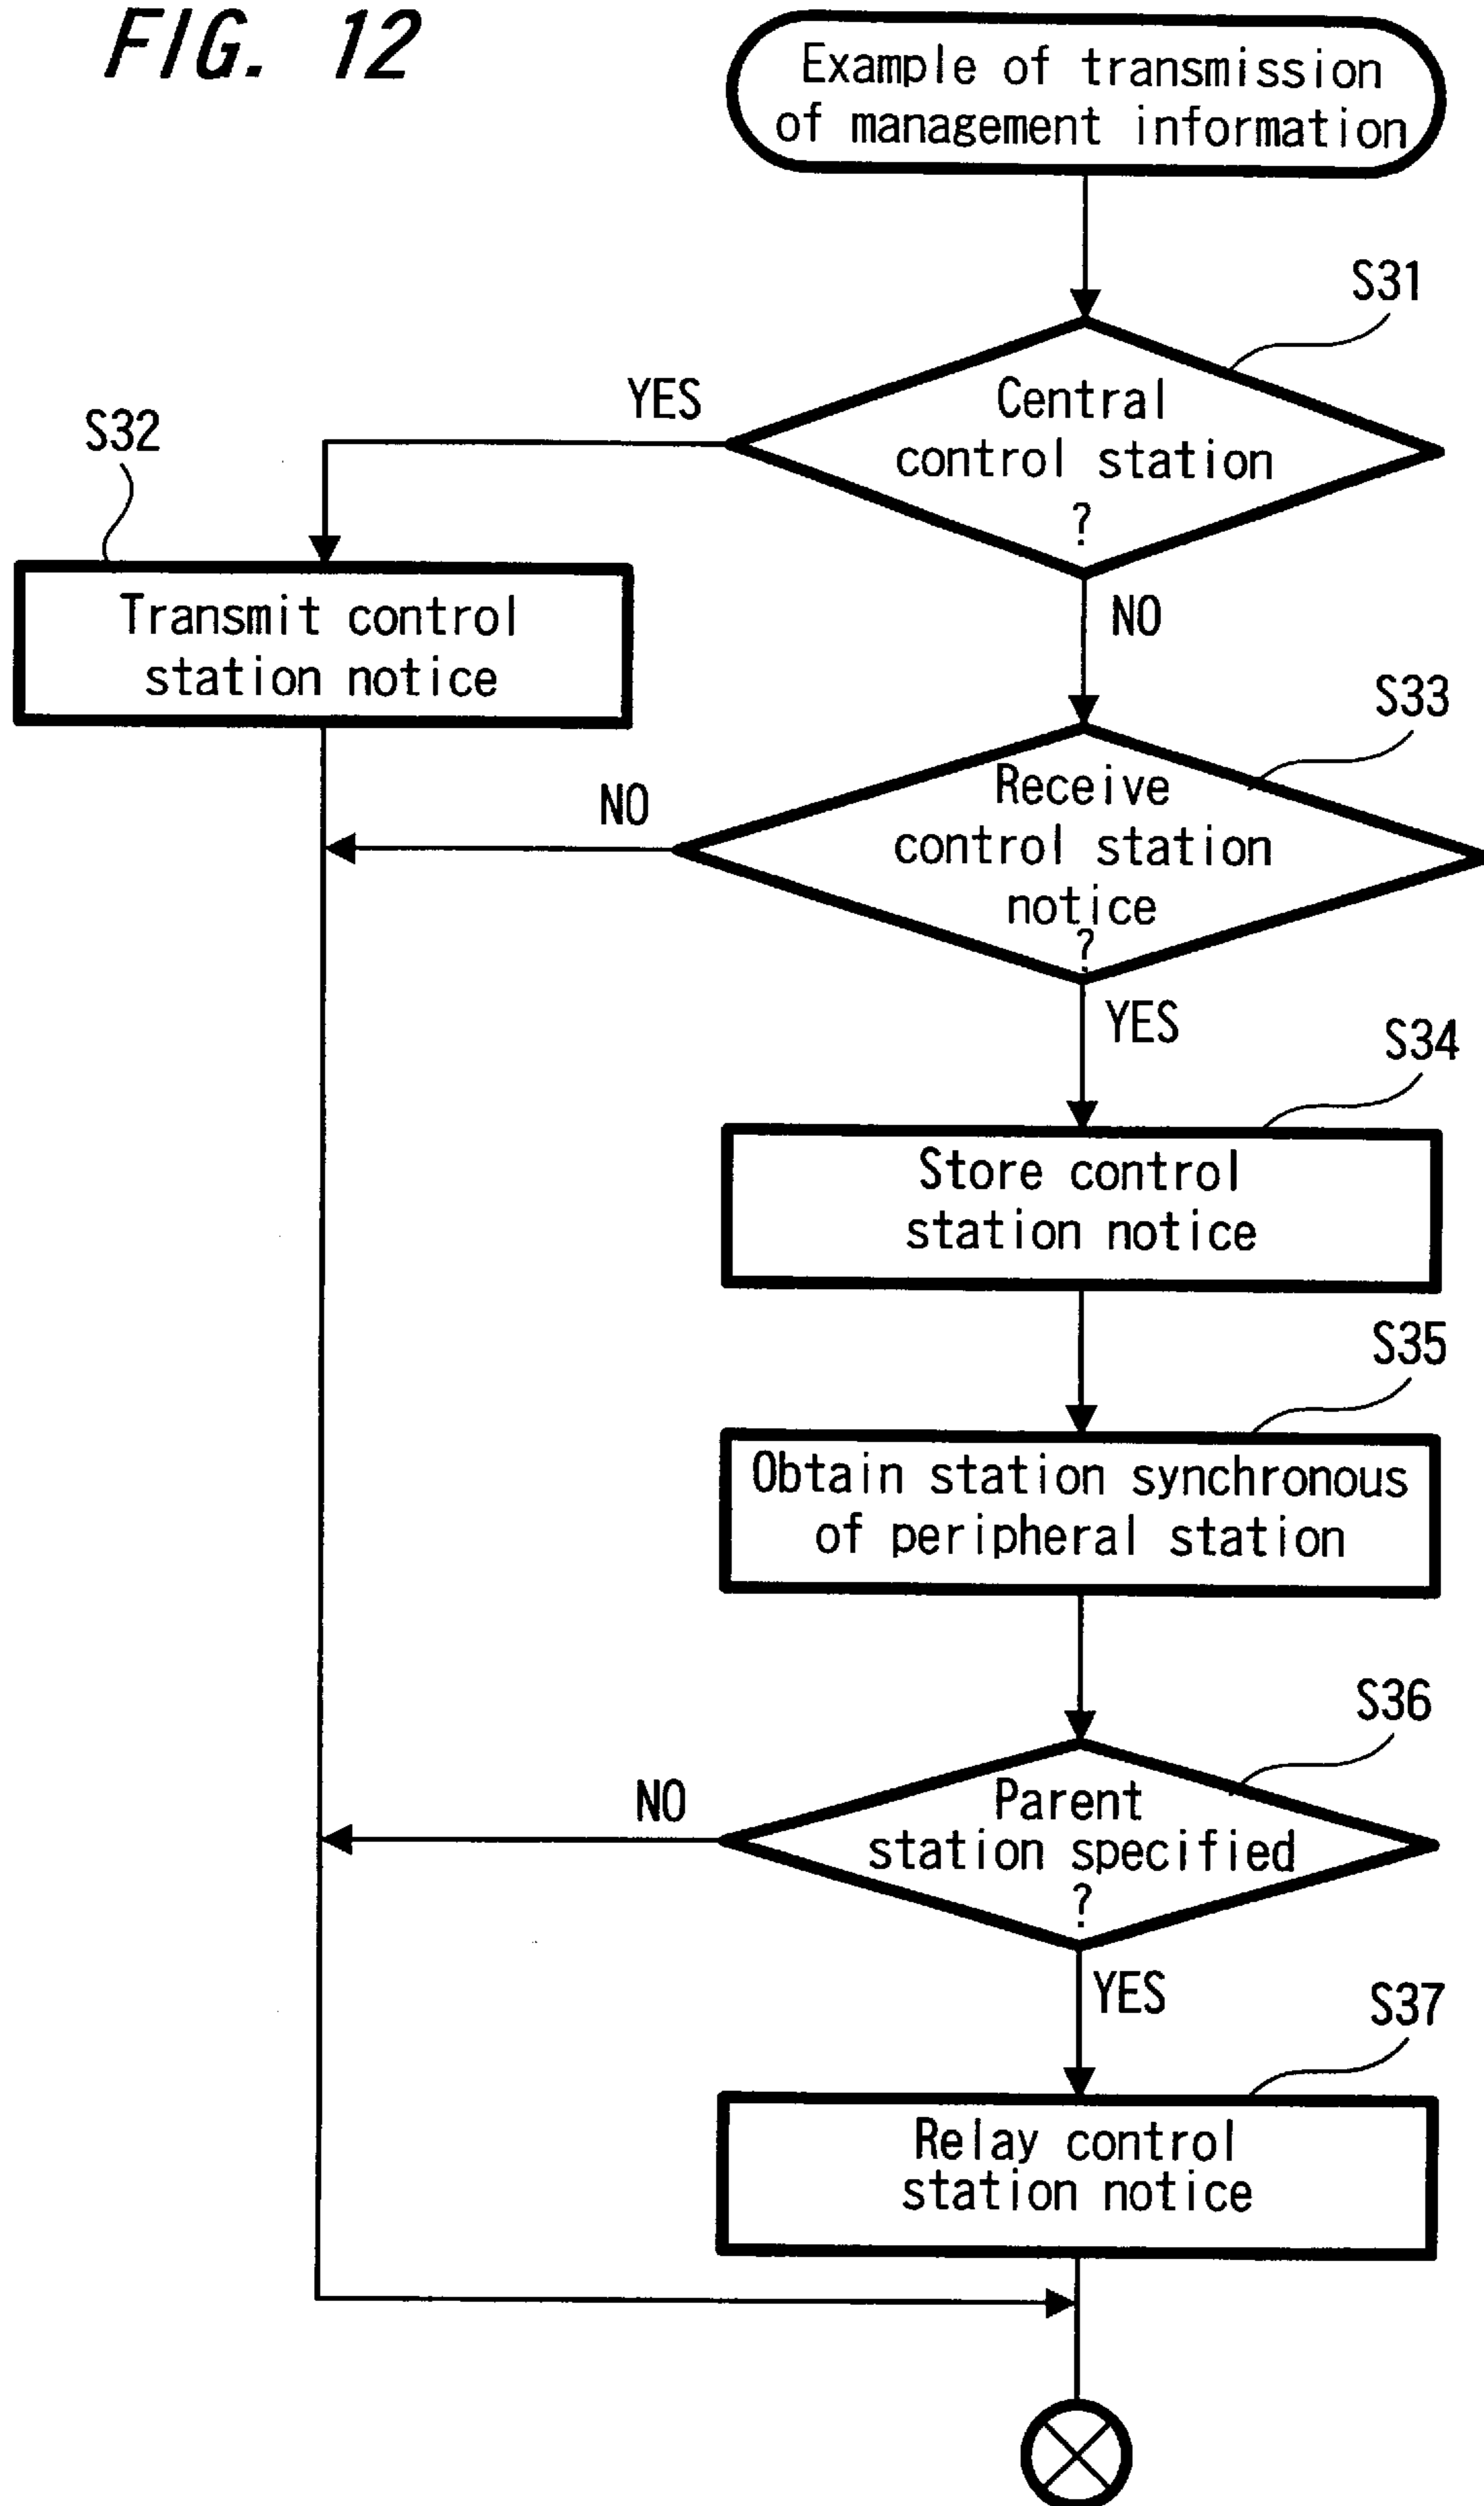 FIG. 12
Example of transmission
of management information
S31
Central
control station
?
YES
S32
Transmit control
station notice
NO
S33
Receive
control station
notice
?
NO
YES
S34
Store control
station notice
S35
Obtain station synchronous
of peripheral station
S36
Parent
station specified
?
NO
YES
S37
Relay control
station notice